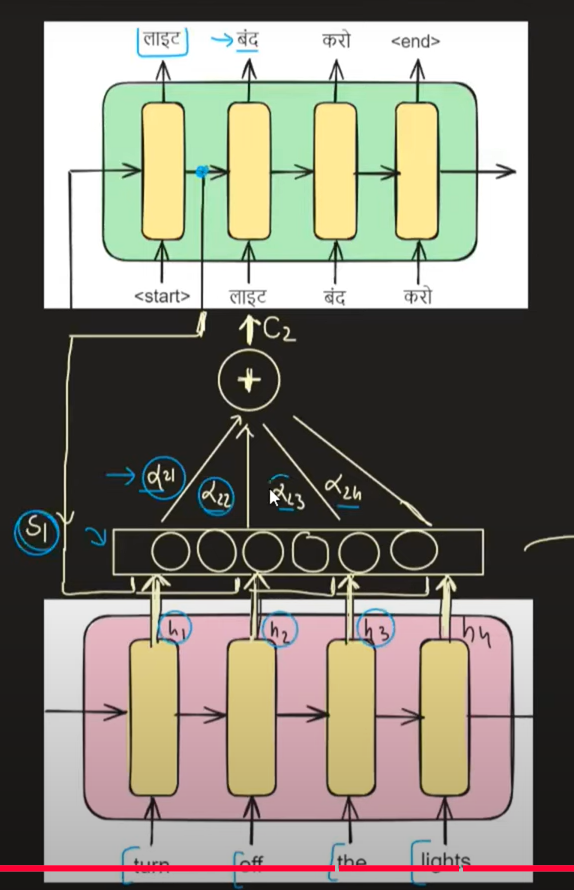 लाइट → बंद करो <end>
<start> लाइट बंद करो
C₂
+
→ α₂₁ α₂₂ α₂₃ α₂₄
S₁
h₁ h₂ h₃ h₄
turn off the lights